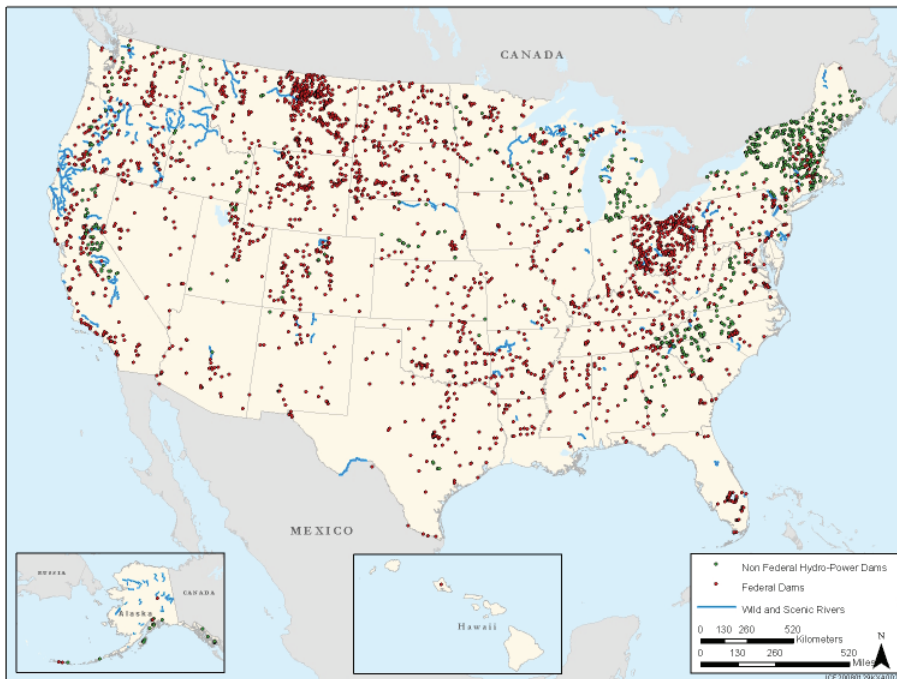 CANADA
MEXICO
RUSSIA
CANADA
Alaska
Hawaii
Non Federal Hydro-Power Dams
Federal Dams
Wild and Scenic Rivers
0 130 260 520
Kilometers
N
0 130 260 520
Miles